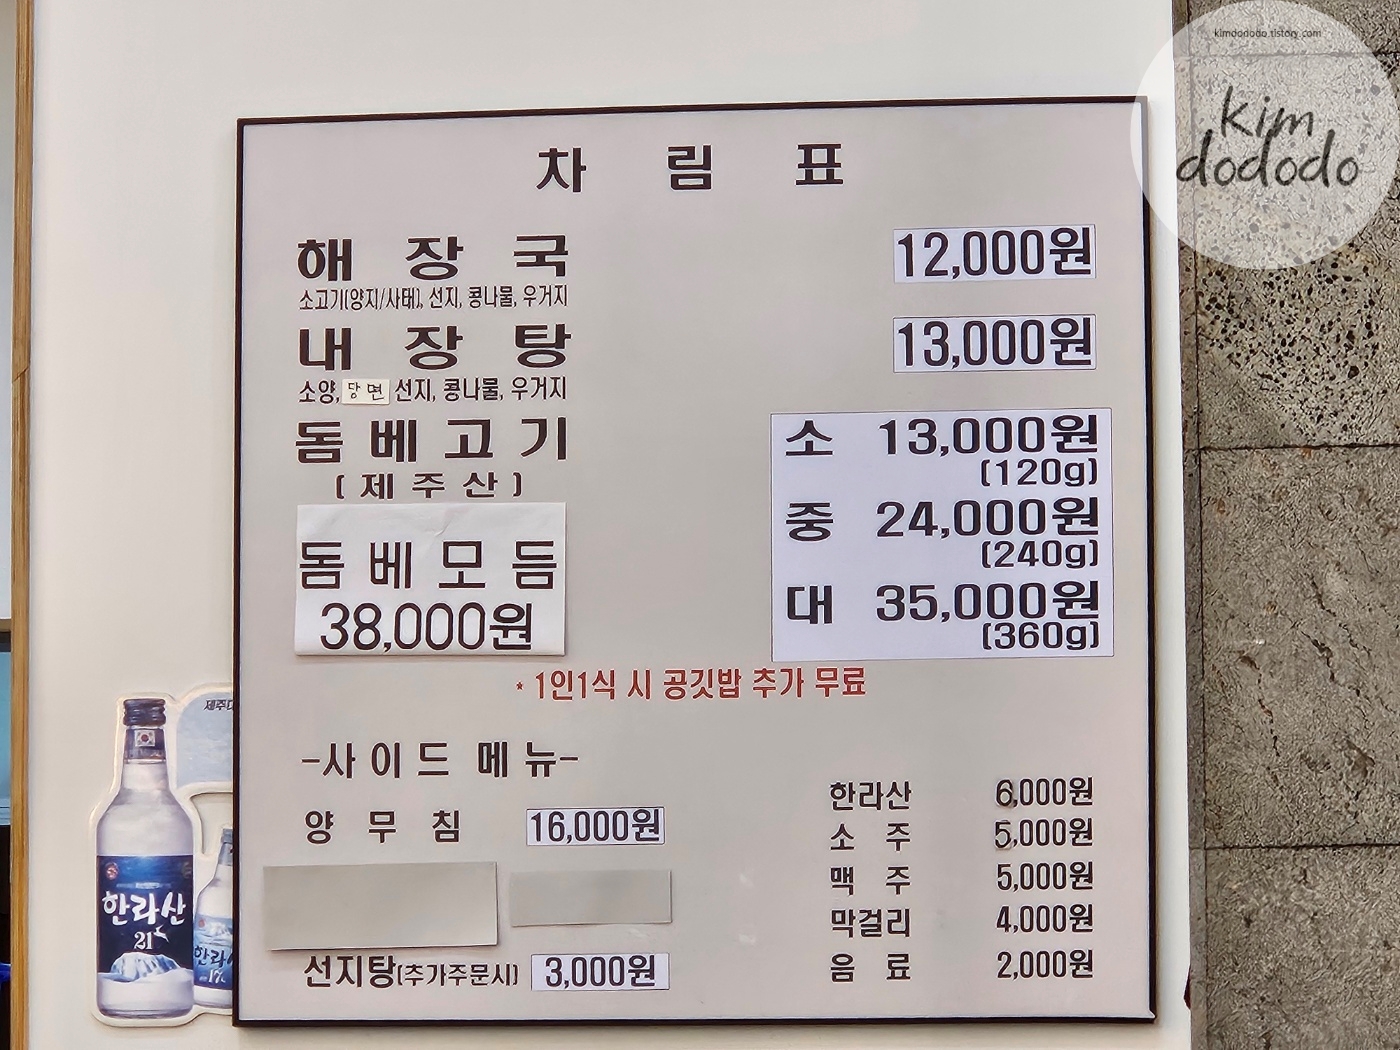 kimdododo.tistory.com
kim
dododo
차 림 표
해 장 국 12,000원
소고기(양지/사태), 선지, 콩나물, 우거지
내 장 탕 13,000원
소양, 당면 선지, 콩나물, 우거지
돔 베 고 기 소 13,000원
(120g)
(제 주 산)
중 24,000원
(240g)
돔 베 모 듬
38,000원
대 35,000원
(360g)
* 1인1식 시 공깃밥 추가 무료
-사 이 드 메 뉴-
양 무 침 16,000원
선지탕(추가주문시) 3,000원
한라산 6,000원
소 주 5,000원
맥 주 5,000원
막걸리 4,000원
음 료 2,000원
제주
한라산
21
한라
17